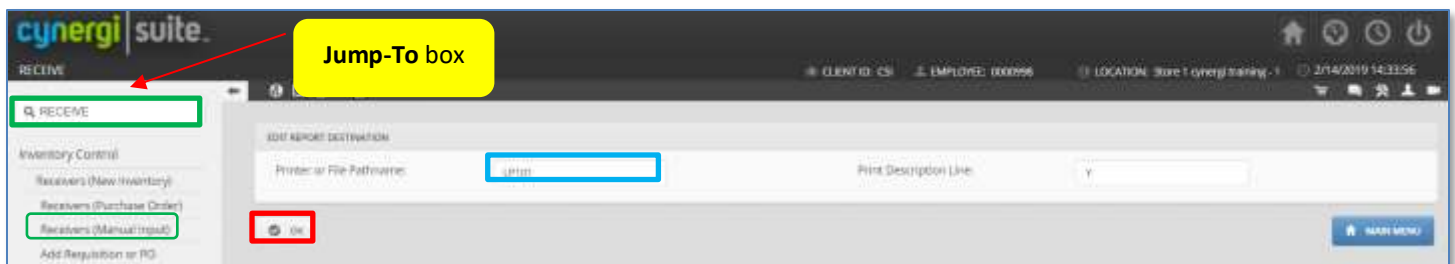 cynergi suite.
Jump-To box
RECEIVE
CLIENT ID: CSI EMPLOYEE: 0000998 LOCATION: Store 1 cynergi training - 1 2/14/2019 14:33:56
RECEIVE
EDIT REPORT DESTINATION
Inventory Control
Printer or File Pathname: Print Description Line: Y
Receivers (New Inventory)
Receivers (Purchase Order)
Receivers (Manual Input)
OK
MAIN MENU
Add Requisition or PO